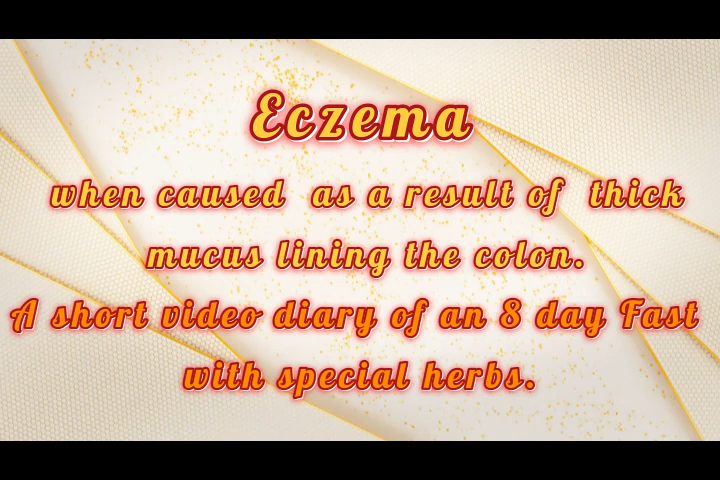 Eczema
when caused as a result of thick
mucus lining the colon.
A short video diary of an 8 day Fast
with special herbs.